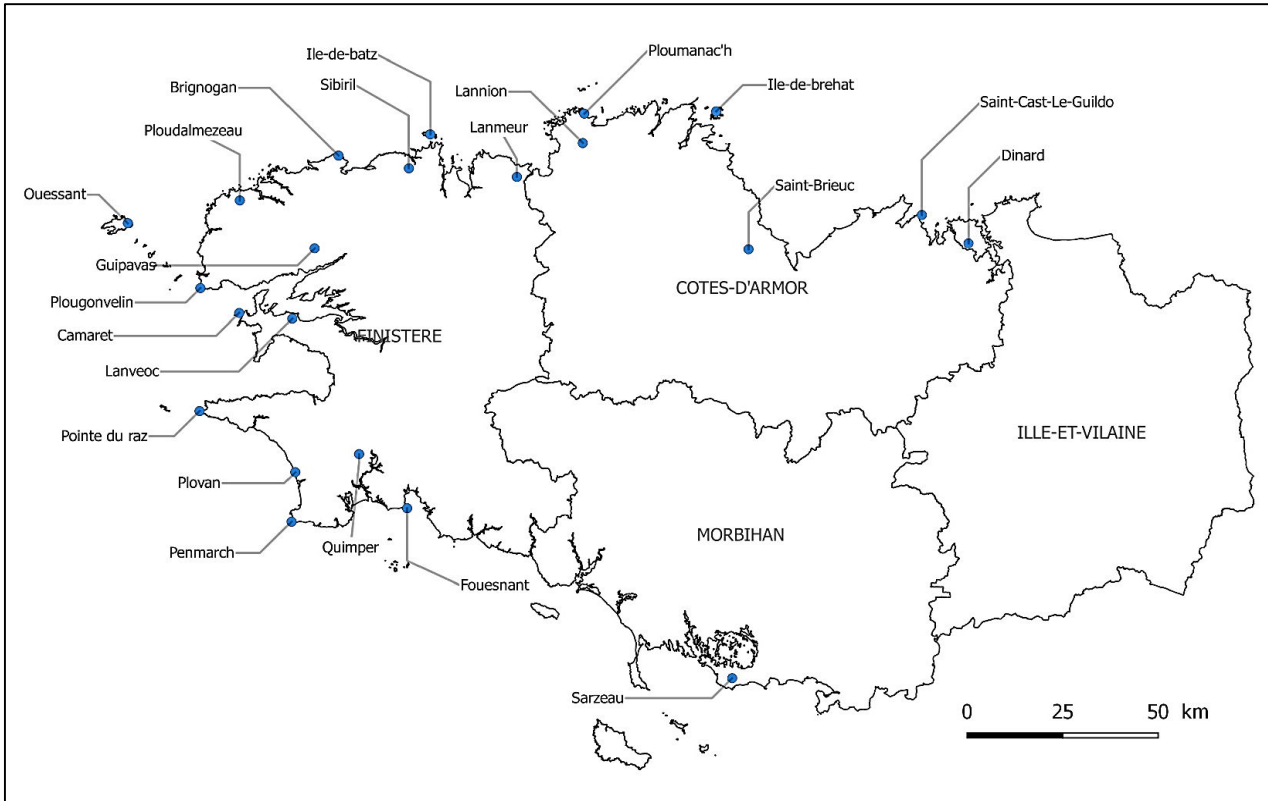 Ile-de-batz
Ploumanac'h
Brignogan
Sibiril
Lannion
Ile-de-brehat
Saint-Cast-Le-Guildo
Ploudalmezeau
Lanmeur
Dinard
Ouessant
Saint-Brieuc
Guipavas
Plougonvelin
COTES-D'ARMOR
Camaret
FINISTERE
Lanveoc
Pointe du raz
ILLE-ET-VILAINE
Plovan
Penmarch
Quimper
MORBIHAN
Fouesnant
Sarzeau
0 25 50 km